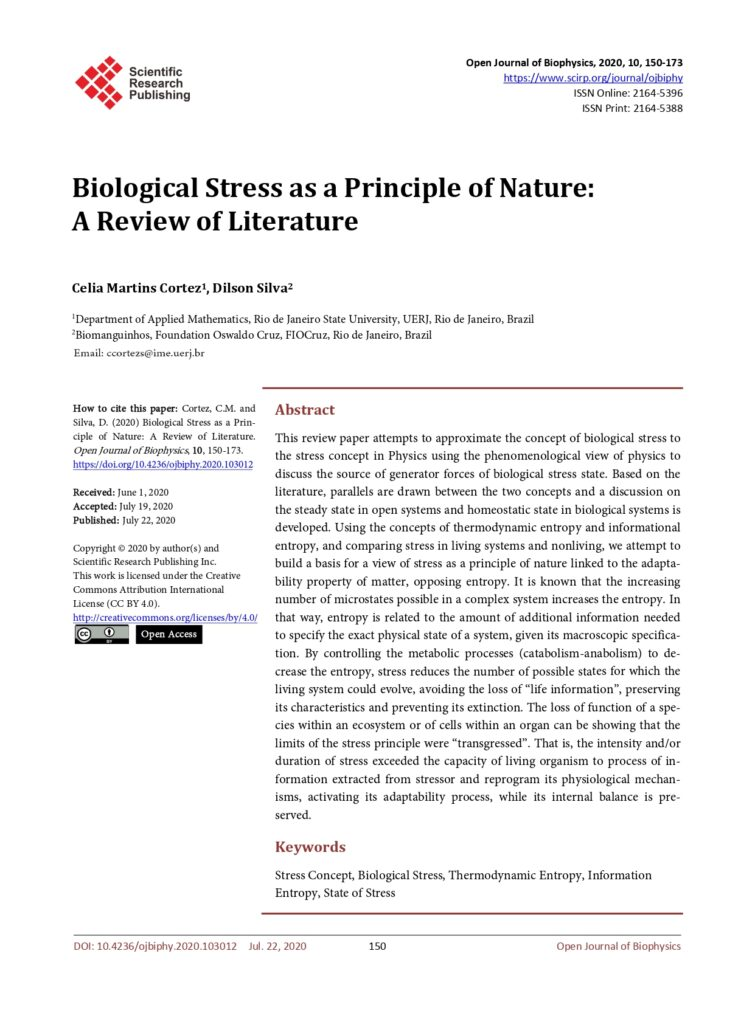 Scientific
Research
Publishing
Open Journal of Biophysics, 2020, 10, 150-173
https://www.scirp.org/journal/ojbiphy
ISSN Online: 2164-5396
ISSN Print: 2164-5388
Biological Stress as a Principle of Nature:
A Review of Literature
Celia Martins Cortez1, Dilson Silva2
1Department of Applied Mathematics, Rio de Janeiro State University, UERJ, Rio de Janeiro, Brazil
2Biomanguinhos, Foundation Oswaldo Cruz, FIOCruz, Rio de Janeiro, Brazil
Email: ccortezs@ime.uerj.br
How to cite this paper: Cortez, C.M. and
Silva, D. (2020) Biological Stress as a Prin-
ciple of Nature: A Review of Literature.
Open Journal of Biophysics, 10, 150-173.
https://doi.org/10.4236/ojbiphy.2020.103012
Received: June 1, 2020
Accepted: July 19, 2020
Published: July 22, 2020
Copyright © 2020 by author(s) and
Scientific Research Publishing Inc.
This work is licensed under the Creative
Commons Attribution International
License (CC BY 4.0).
http://creativecommons.org/licenses/by/4.0/
cc BY Open Access
Abstract
This review paper attempts to approximate the concept of biological stress to
the stress concept in Physics using the phenomenological view of physics to
discuss the source of generator forces of biological stress state. Based on the
literature, parallels are drawn between the two concepts and a discussion on
the steady state in open systems and homeostatic state in biological systems is
developed. Using the concepts of thermodynamic entropy and informational
entropy, and comparing stress in living systems and nonliving, we attempt to
build a basis for a view of stress as a principle of nature linked to the adapta-
bility property of matter, opposing entropy. It is known that the increasing
number of microstates possible in a complex system increases the entropy. In
that way, entropy is related to the amount of additional information needed
to specify the exact physical state of a system, given its macroscopic specifica-
tion. By controlling the metabolic processes (catabolism-anabolism) to de-
crease the entropy, stress reduces the number of possible states for which the
living system could evolve, avoiding the loss of “life information”, preserving
its characteristics and preventing its extinction. The loss of function of a spe-
cies within an ecosystem or of cells within an organ can be showing that the
limits of the stress principle were “transgressed”. That is, the intensity and/or
duration of stress exceeded the capacity of living organism to process of in-
formation extracted from stressor and reprogram its physiological mechan-
isms, activating its adaptability process, while its internal balance is pre-
served.
Keywords
Stress Concept, Biological Stress, Thermodynamic Entropy, Information
Entropy, State of Stress
DOI: 10.4236/ojbiphy.2020.103012 Jul. 22, 2020
150
Open Journal of Biophysics